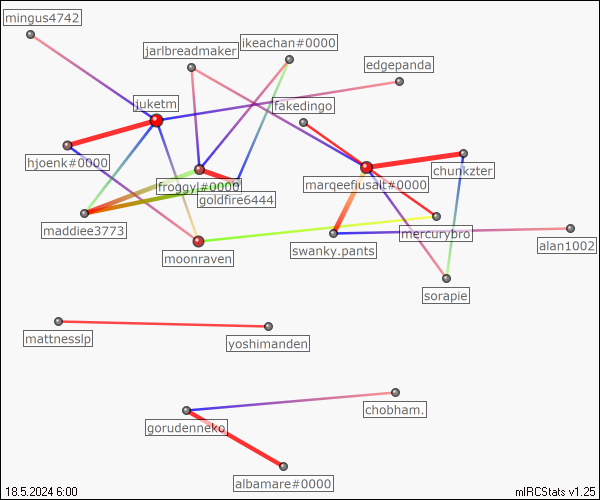 mingus4742
ikeachan#0000
jarlbreadmaker
edgepanda
juketm
fakedingo
hjoenk#0000
chunkzter
froggyl#0000
marqeefiusalt#0000
goldfire6444
maddiee3773
mercurybro
alan1002
swanky.pants
moonraven
sorapie
mattnesslp
yoshimanden
chobham.
gorudenneko
albamare#0000
18.5.2024 6:00
mIRCStats v1.25